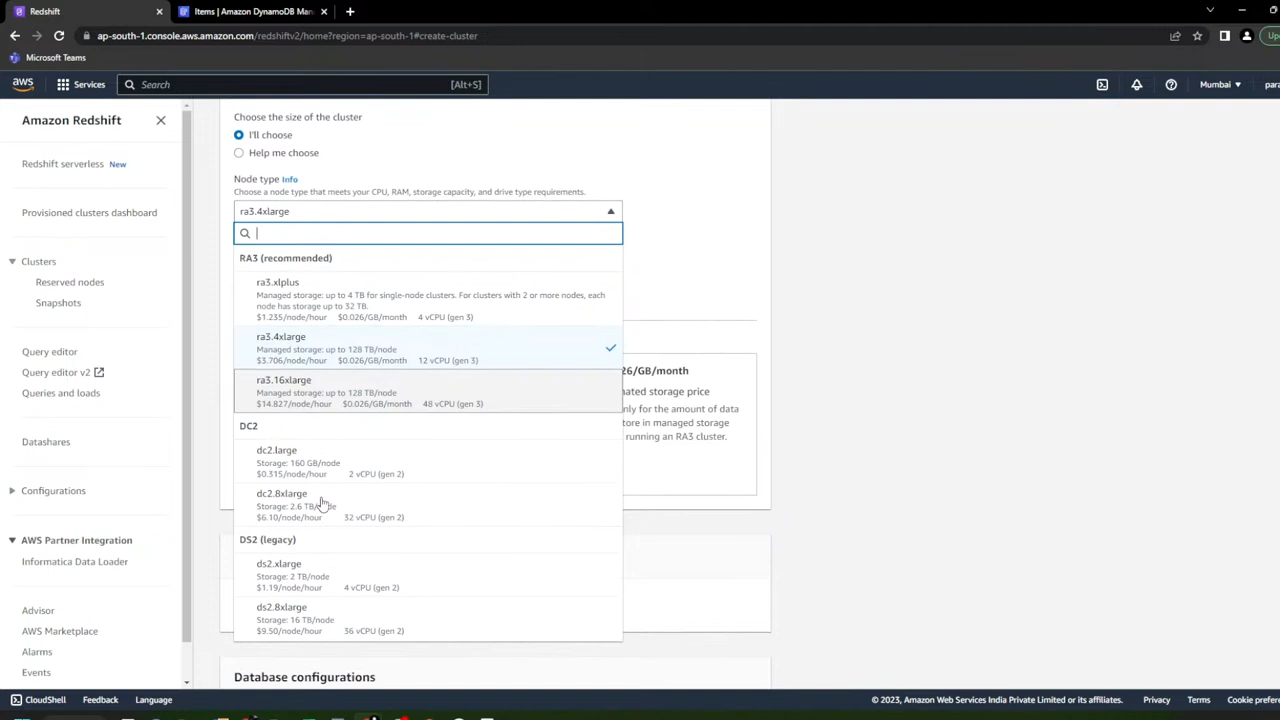 Redshift
Items | Amazon DynamoDB Man
ap-south-1.console.aws.amazon.com/redshiftv2/home?region=ap-south-1#create-cluster
Microsoft Teams
aws
Services
Search
[Alt+S]
Mumbai
para
Amazon Redshift
Redshift serverless New
Provisioned clusters dashboard
Clusters
Reserved nodes
Snapshots
Query editor
Query editor v2
Queries and loads
Datashares
Configurations
AWS Partner Integration
Informatica Data Loader
Advisor
AWS Marketplace
Alarms
Events
Choose the size of the cluster
I'll choose
Help me choose
Node type Info
Choose a node type that meets your CPU, RAM, storage capacity, and drive type requirements.
ra3.4xlarge
RA3 (recommended)
ra3.xlplus
Managed storage: up to 4 TB for single-node clusters. For clusters with 2 or more nodes, each
node has storage up to 32 TB.
$1.235/node/hour $0.026/GB/month 4 vCPU (gen 3)
ra3.4xlarge
Managed storage: up to 128 TB/node
$3.706/node/hour $0.026/GB/month 12 vCPU (gen 3)
ra3.16xlarge
Managed storage: up to 128 TB/node
$14.827/node/hour $0.026/GB/month 48 vCPU (gen 3)
DC2
dc2.large
Storage: 160 GB/node
$0.315/node/hour 2 vCPU (gen 2)
dc2.8xlarge
Storage: 2.6 TB/node
$6.10/node/hour 32 vCPU (gen 2)
DS2 (legacy)
ds2.xlarge
Storage: 2 TB/node
$1.19/node/hour 4 vCPU (gen 2)
ds2.8xlarge
Storage: 16 TB/node
$9.50/node/hour 36 vCPU (gen 2)
26/GB/month
nated storage price
only for the amount of data
tore in managed storage
running an RA3 cluster.
Database configurations
CloudShell
Feedback
Language
© 2023, Amazon Web Services India Private Limited or its affiliates.
Privacy
Terms
Cookie prefer